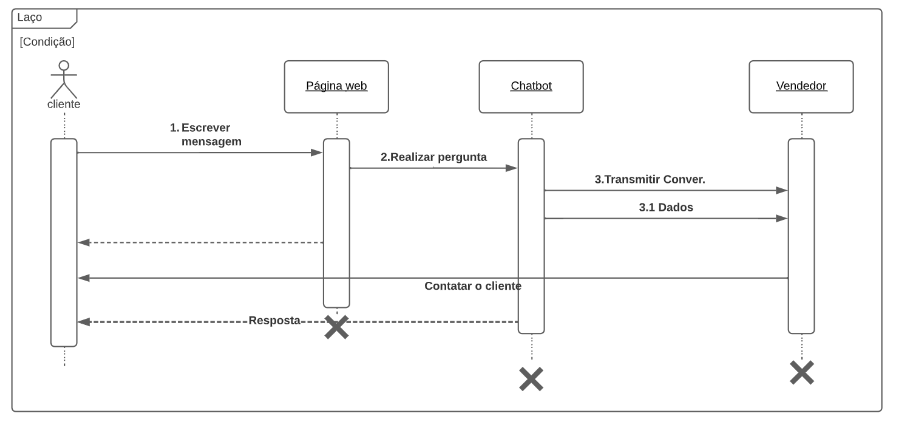 Laço
[Condição]
cliente
Página web
Chatbot
Vendedor
1. Escrever
mensagem
2.Realizar pergunta
3.Transmitir Conver.
3.1 Dados
Contatar o cliente
Resposta